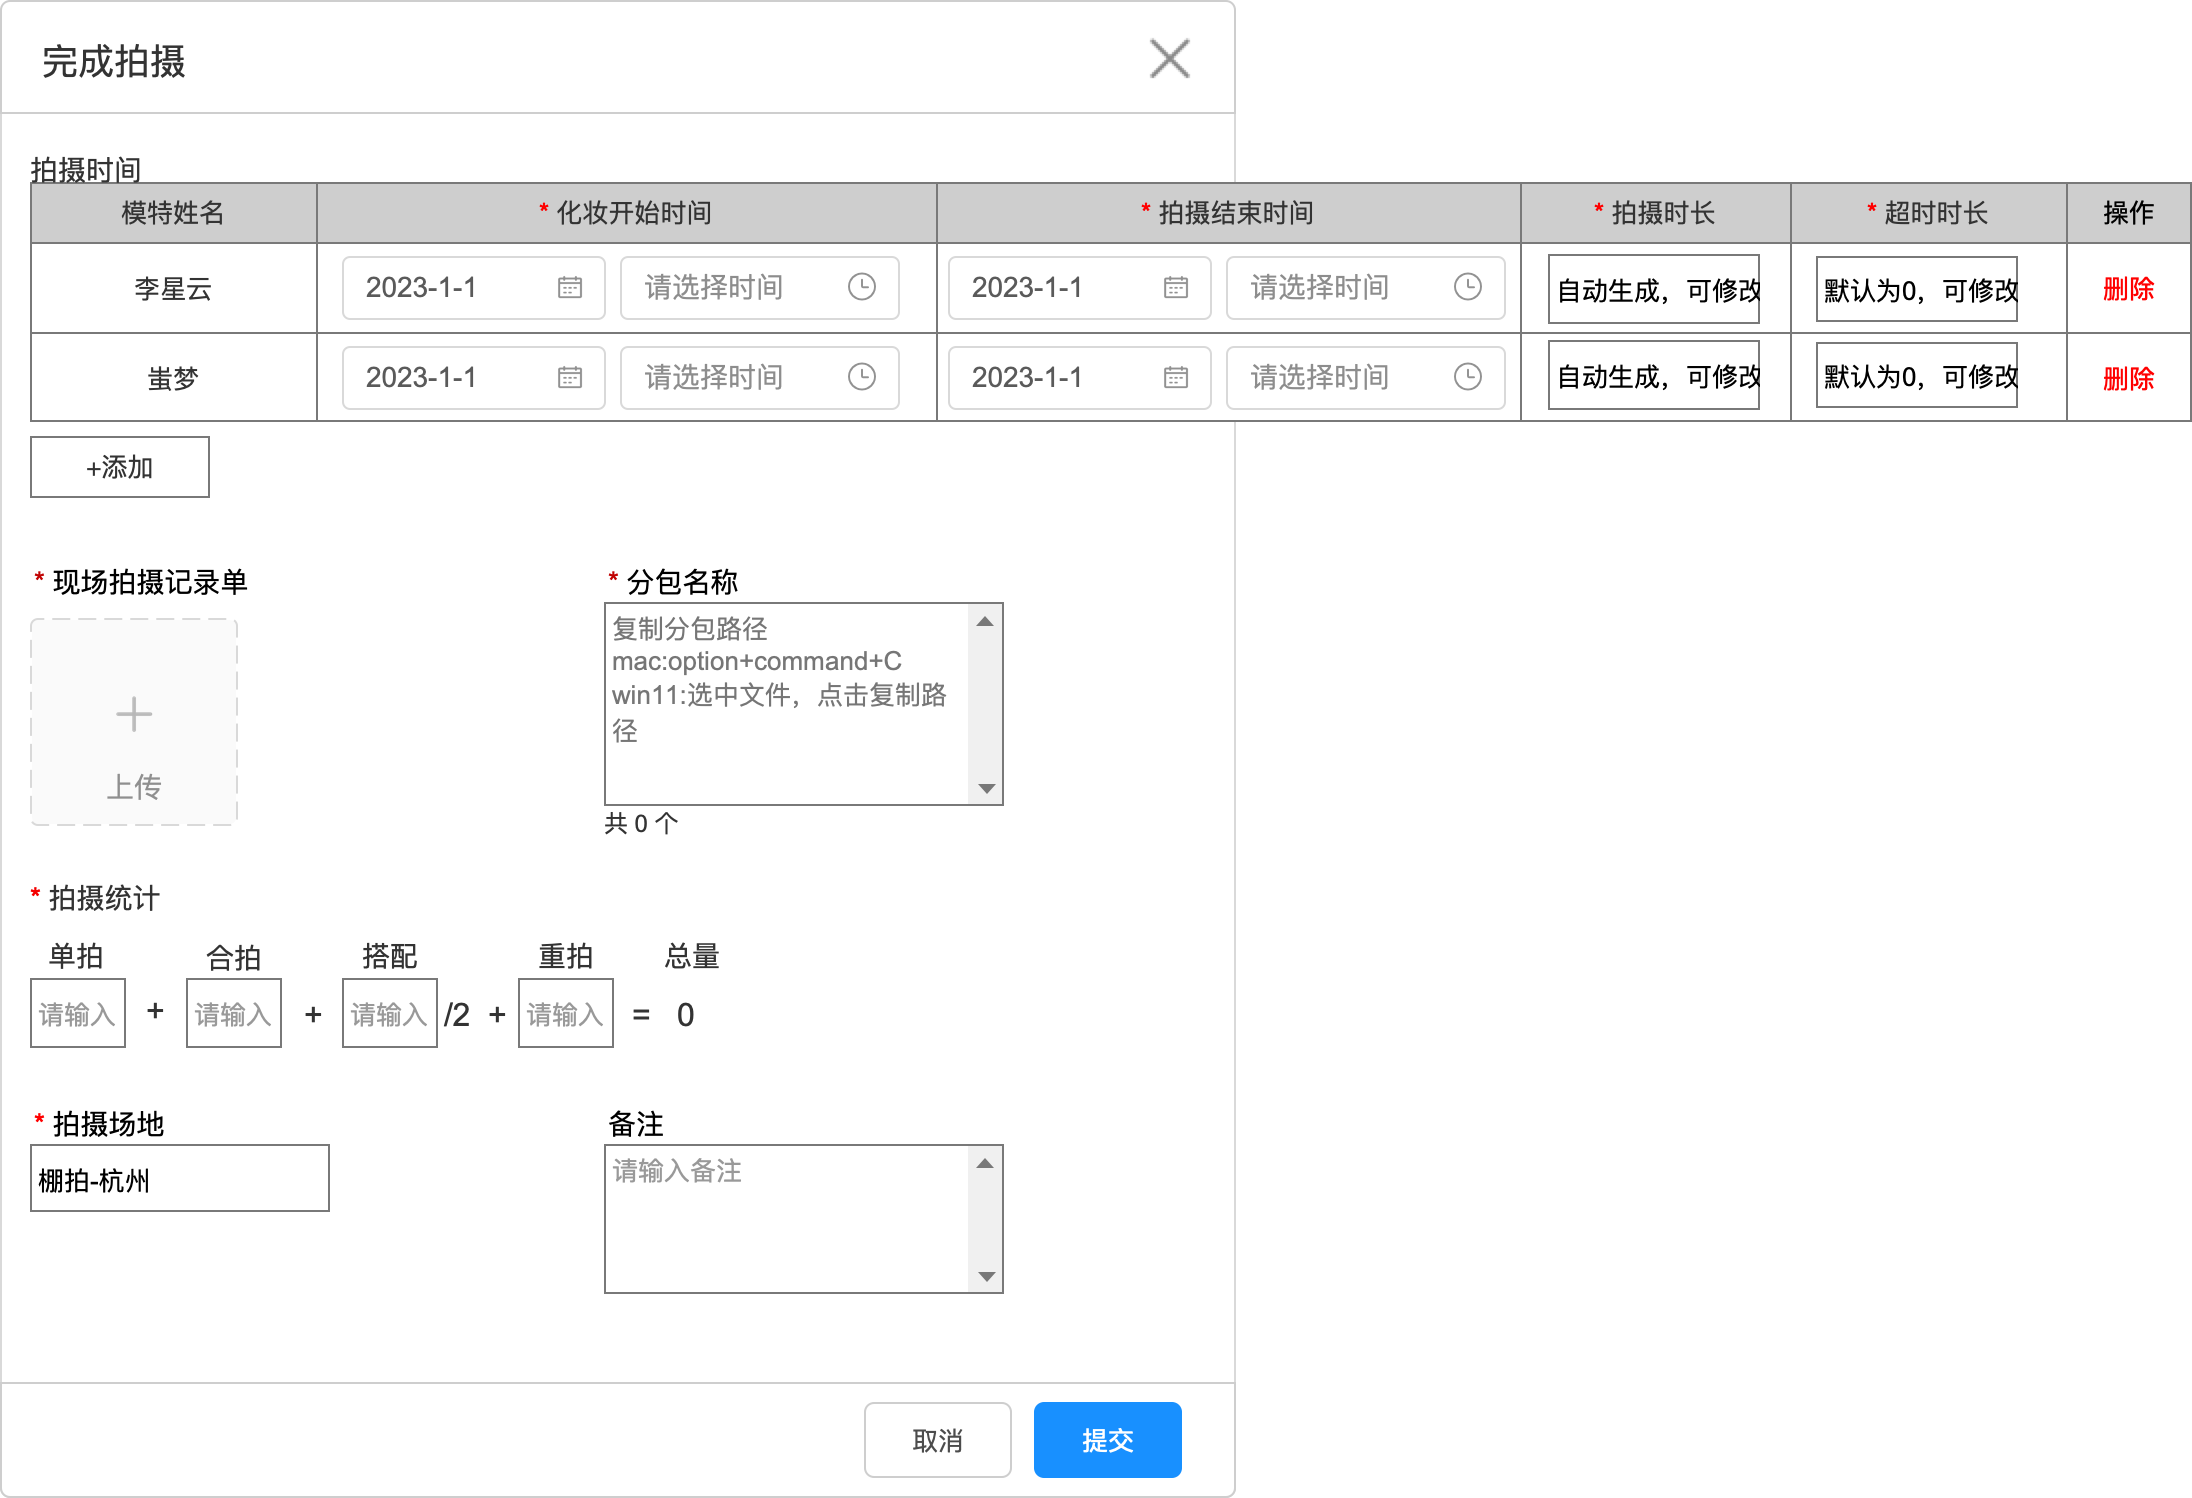 完成拍摄
拍摄时间
模特姓名 * 化妆开始时间 * 拍摄结束时间 * 拍摄时长 * 超时时长 操作
李星云 2023-1-1 请选择时间 2023-1-1 请选择时间 自动生成，可修改 默认为0，可修改 删除
蚩梦 2023-1-1 请选择时间 2023-1-1 请选择时间 自动生成，可修改 默认为0，可修改 删除
+添加
* 现场拍摄记录单
上传
* 分包名称
复制分包路径
mac:option+command+C
win11:选中文件，点击复制路
径
共 0 个
* 拍摄统计
单拍 合拍 搭配 重拍 总量
请输入 + 请输入 + 请输入 /2 + 请输入 = 0
* 拍摄场地
棚拍-杭州
备注
请输入备注
取消 提交